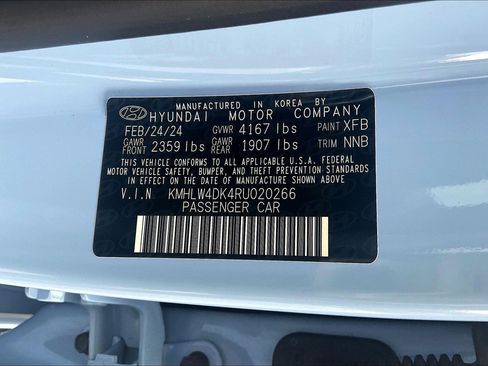 MANUFACTURED IN KOREA BY
HYUNDAI MOTOR COMPANY
FEB/24/24 GVWR 4167 lbs PAINT XFB
GAWR FRONT 2359 lbs GAWR REAR 1907 lbs TRIM NNB
THIS VEHICLE CONFORMS TO ALL APPLICABLE U.S.A. FEDERAL
MOTOR VEHICLE SAFETY, BUMPER, AND THEFT PREVENTION
STANDARDS IN EFFECT ON THE DATE OF MANUFACTURE SHOWN ABOVE.
V.I.N KMHLW4DK4RU020266
PASSENGER CAR